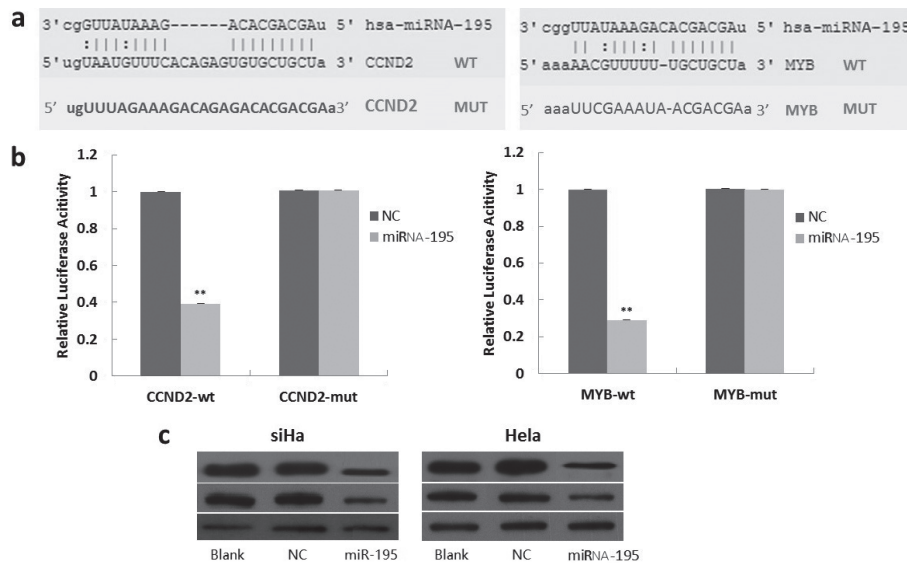 a
3' cgGUUAUAAAG------ACACGACGAu 5' hsa-miRNA-195
:|||:|||| |||||||||
5'ugUAAUGUUUCACAGAGUGUGCUGCUa 3' CCND2 WT
5' ugUUUAGAAAGACAGAGACACGACGAa3' CCND2 MUT
3'cggUUAUAAAGACACGACGAu 5' hsa-miRNA-195
|| :|||:| |||||||
5'aaaAACGUUUUU-UGCUGCUa 3' MYB WT
5' aaaUUCGAAAUA-ACGACGAa 3' MYB MUT
b
Relative Luciferase Acitivity
1.2
1
0.8
0.6
0.4
0.2
0
**
CCND2-wt CCND2-mut
NC
miRNA-195
Relative Luciferase Acitivity
1.2
1
0.8
0.6
0.4
0.2
0
**
MYB-wt MYB-mut
NC
miRNA-195
c
siHa Hela
Blank NC miR-195 Blank NC miRNA-195